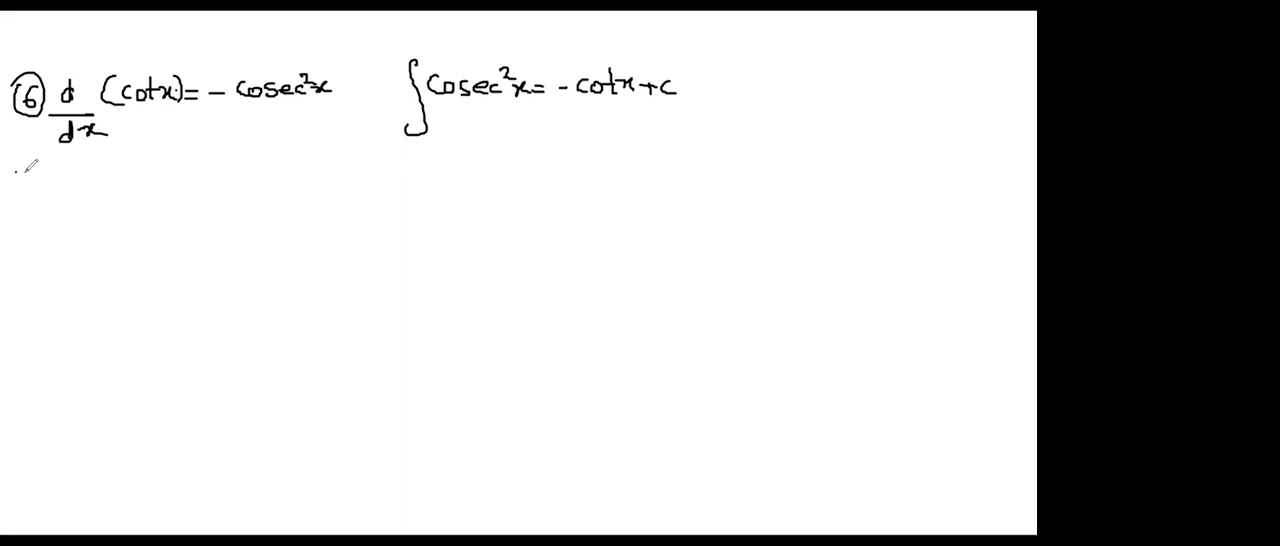 ⑥ d/dx (cotx) = - cosec²x ∫cosec²x = - cotx + c